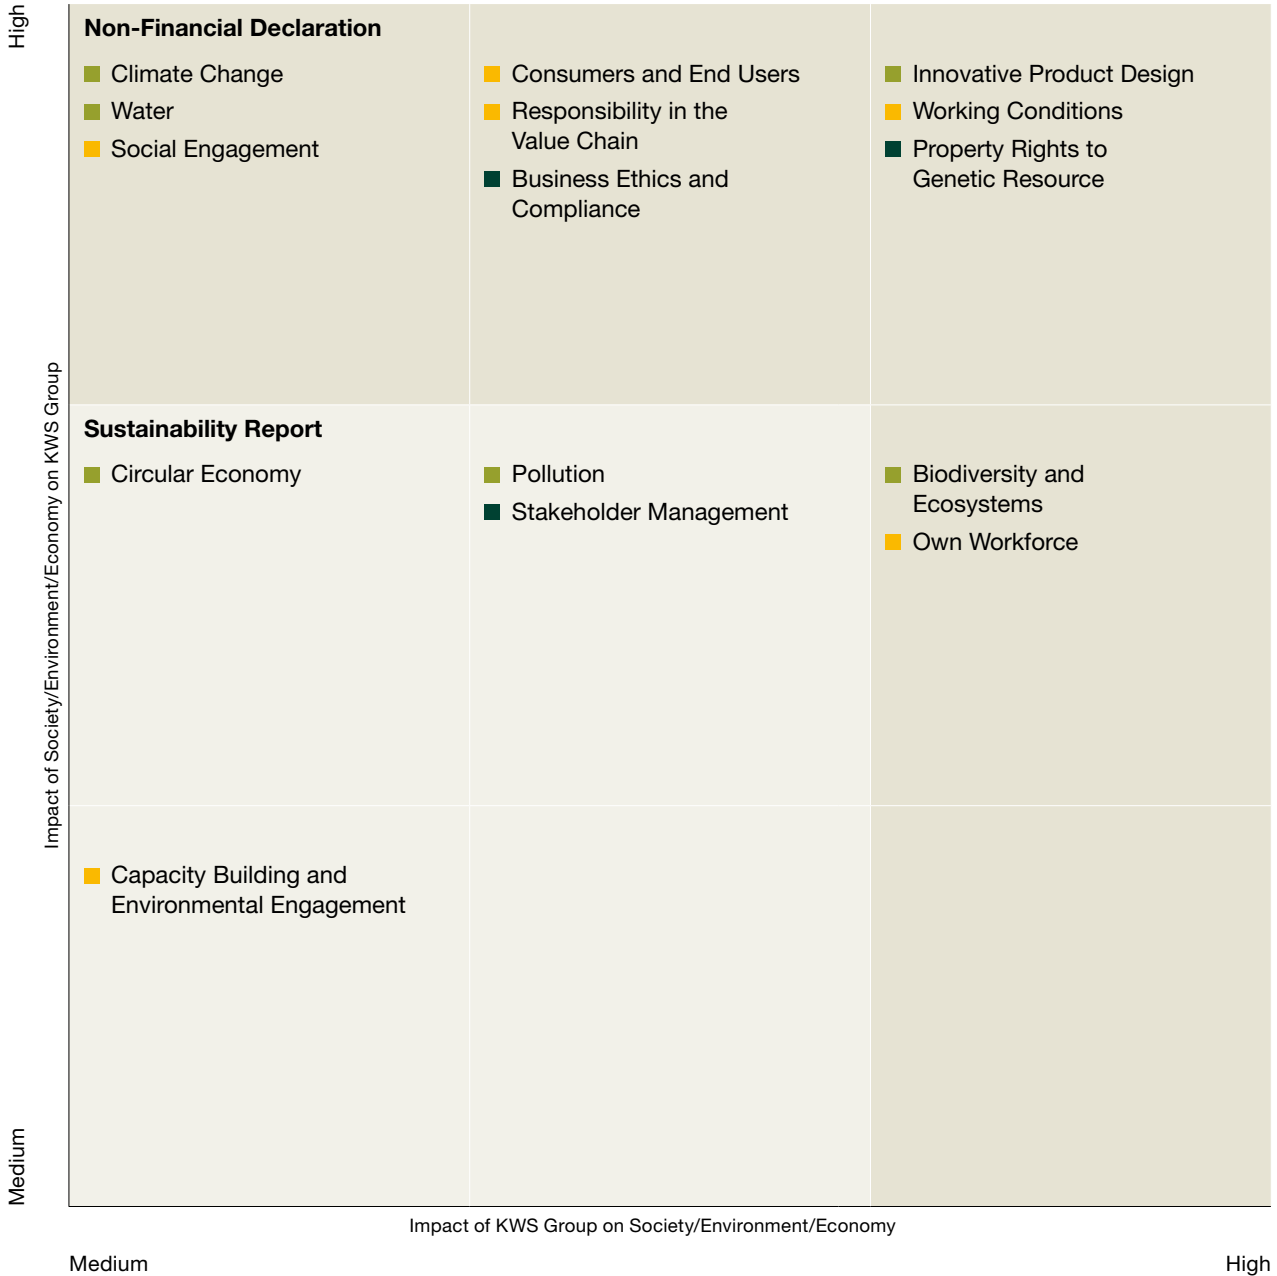 High
Non-Financial Declaration
Climate Change
Water
Social Engagement
Consumers and End Users
Responsibility in the
Value Chain
Business Ethics and
Compliance
Innovative Product Design
Working Conditions
Property Rights to
Genetic Resource
Impact of Society/Environment/Economy on KWS Group
Sustainability Report
Circular Economy
Pollution
Stakeholder Management
Biodiversity and
Ecosystems
Own Workforce
Capacity Building and
Environmental Engagement
Medium
Impact of KWS Group on Society/Environment/Economy
Medium
High